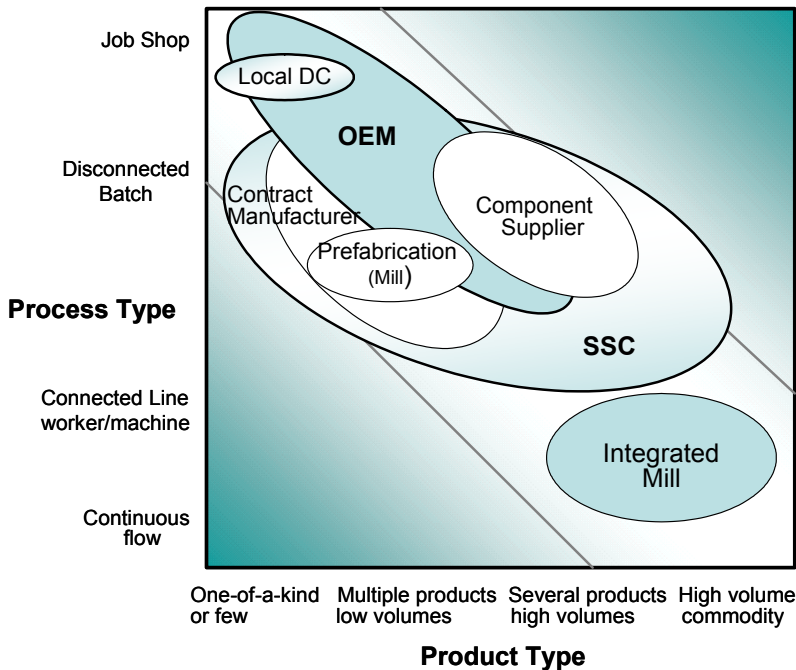 Job Shop
Local DC
OEM
Disconnected
Batch
Contract
Manufacturer
Component
Supplier
Prefabrication
(Mill)
Process Type
SSC
Connected Line
worker/machine
Integrated
Mill
Continuous
flow
One-of-a-kind
or few
Multiple products
low volumes
Several products
high volumes
High volume
commodity
Product Type